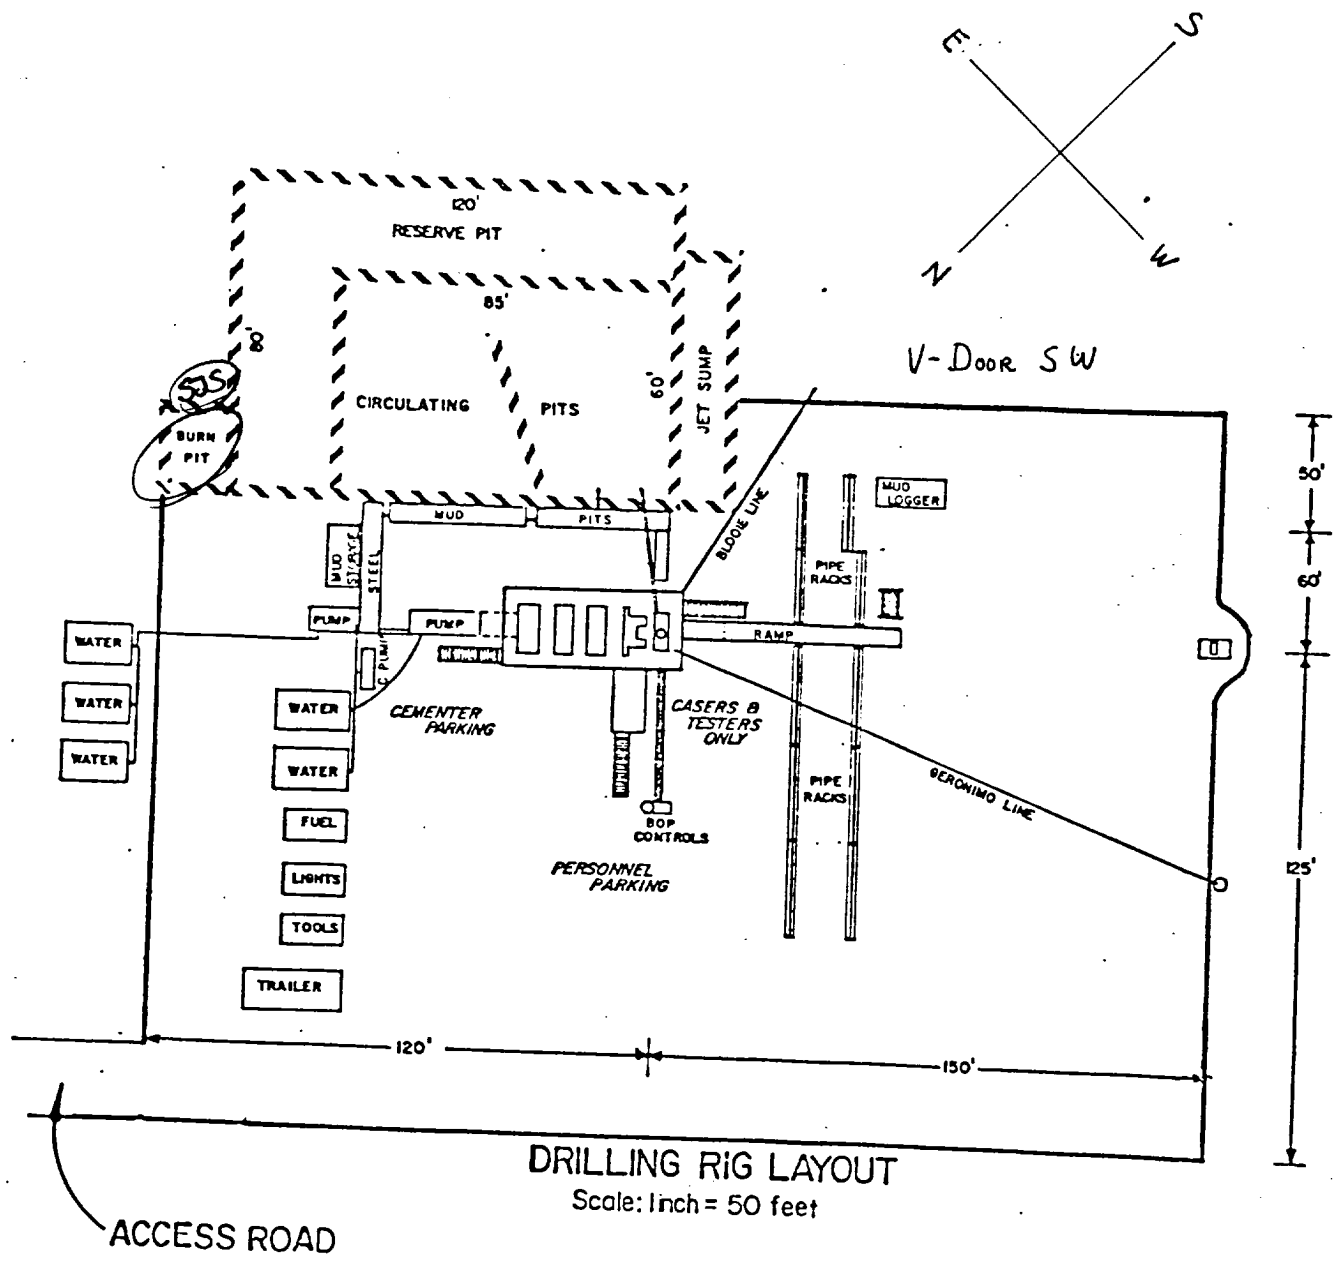 E
S
N
W
V-DOOR SW
120'
RESERVE PIT
85'
80'
60'
JET SUMP
SJS
CIRCULATING PITS
BURN
PIT
MUD
LOGGER
50'
60'
125'
MUD
PITS
BLOOIE LINE
MUD
STORAGE
STEEL
PIPE
RACKS
PUMP
PUMP
RAMP
WATER
WATER
WATER
C PUMP
WATER
WATER
CEMENTER
PARKING
CASERS &
TESTERS
ONLY
GERONIMO LINE
PIPE
RACKS
BOP
CONTROLS
FUEL
LIGHTS
TOOLS
TRAILER
PERSONNEL
PARKING
120'
150'
DRILLING RIG LAYOUT
Scale: 1 inch = 50 feet
ACCESS ROAD